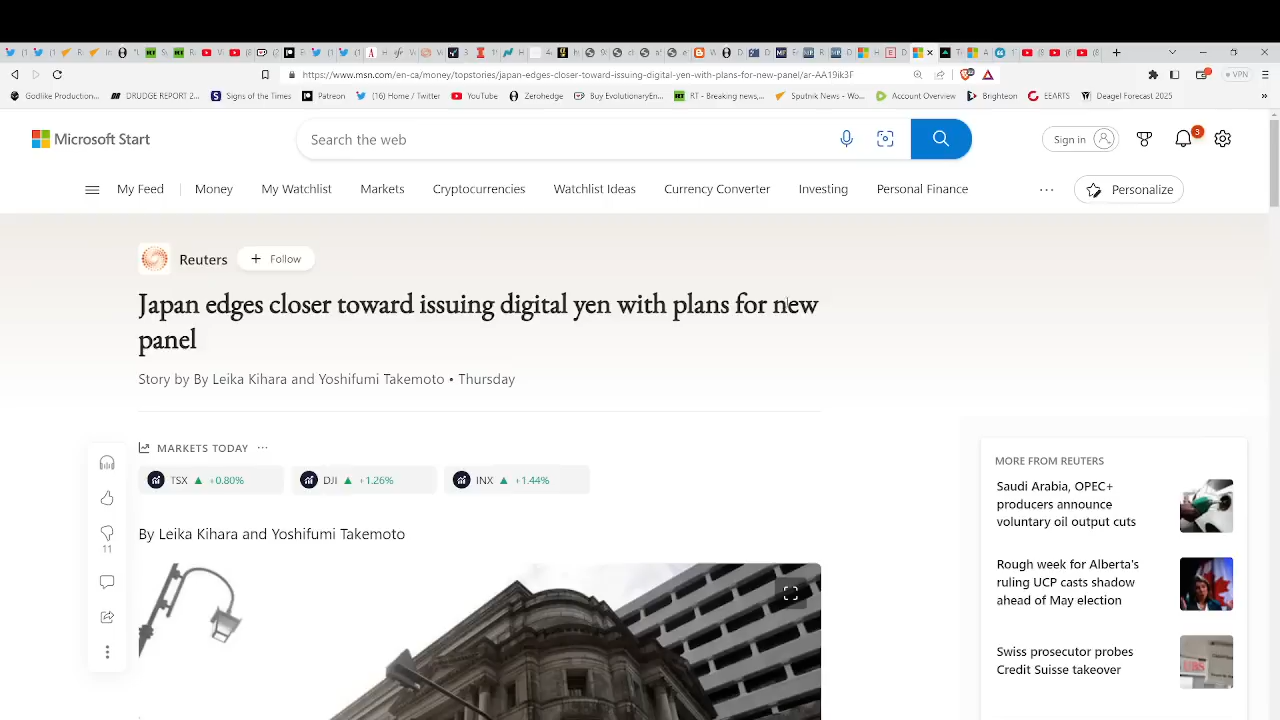 https://www.msn.com/en-ca/money/topstories/japan-edges-closer-toward-issuing-digital-yen-with-plans-for-new-panel/ar-AA19ik3F
VPN
Godlike Production...
DRUDGE REPORT 2...
Signs of the Times
Patreon
(16) Home / Twitter
YouTube
Zerohedge
Buy EvolutionaryEn...
RT - Breaking news,...
Sputnik News - Wo...
Account Overview
Brighteon
EEARTS
Deagel Forecast 2025
»
Microsoft Start
Search the web
Sign in
3
My Feed
Money
My Watchlist
Markets
Cryptocurrencies
Watchlist Ideas
Currency Converter
Investing
Personal Finance
...
Personalize
Reuters
+ Follow
Japan edges closer toward issuing digital yen with plans for new
panel
Story by By Leika Kihara and Yoshifumi Takemoto • Thursday
MARKETS TODAY ...
TSX ▲ +0.80%
DJI ▲ +1.26%
INX ▲ +1.44%
11
By Leika Kihara and Yoshifumi Takemoto
MORE FROM REUTERS
Saudi Arabia, OPEC+
producers announce
voluntary oil output cuts
Rough week for Alberta's
ruling UCP casts shadow
ahead of May election
Swiss prosecutor probes
Credit Suisse takeover
UBS